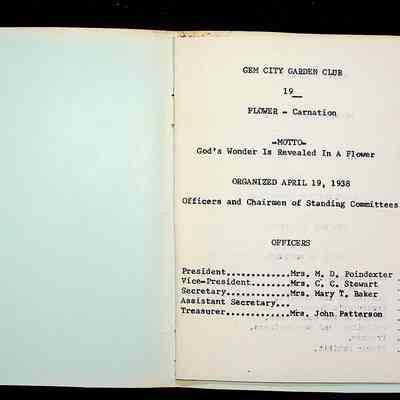 GEM CITY GARDEN CLUB
19__
FLOWER - Carnation
-MOTTO-
God's Wonder Is Revealed In A Flower
ORGANIZED APRIL 19, 1938
Officers and Chairmen of Standing Committees
OFFICERS
President............Mrs. M. D. Poindexter
Vice-President.......Mrs. C. C. Stewart
Secretary............Mrs. Mary T. Baker
Assistant Secretary...
Treasurer............Mrs. John Patterson